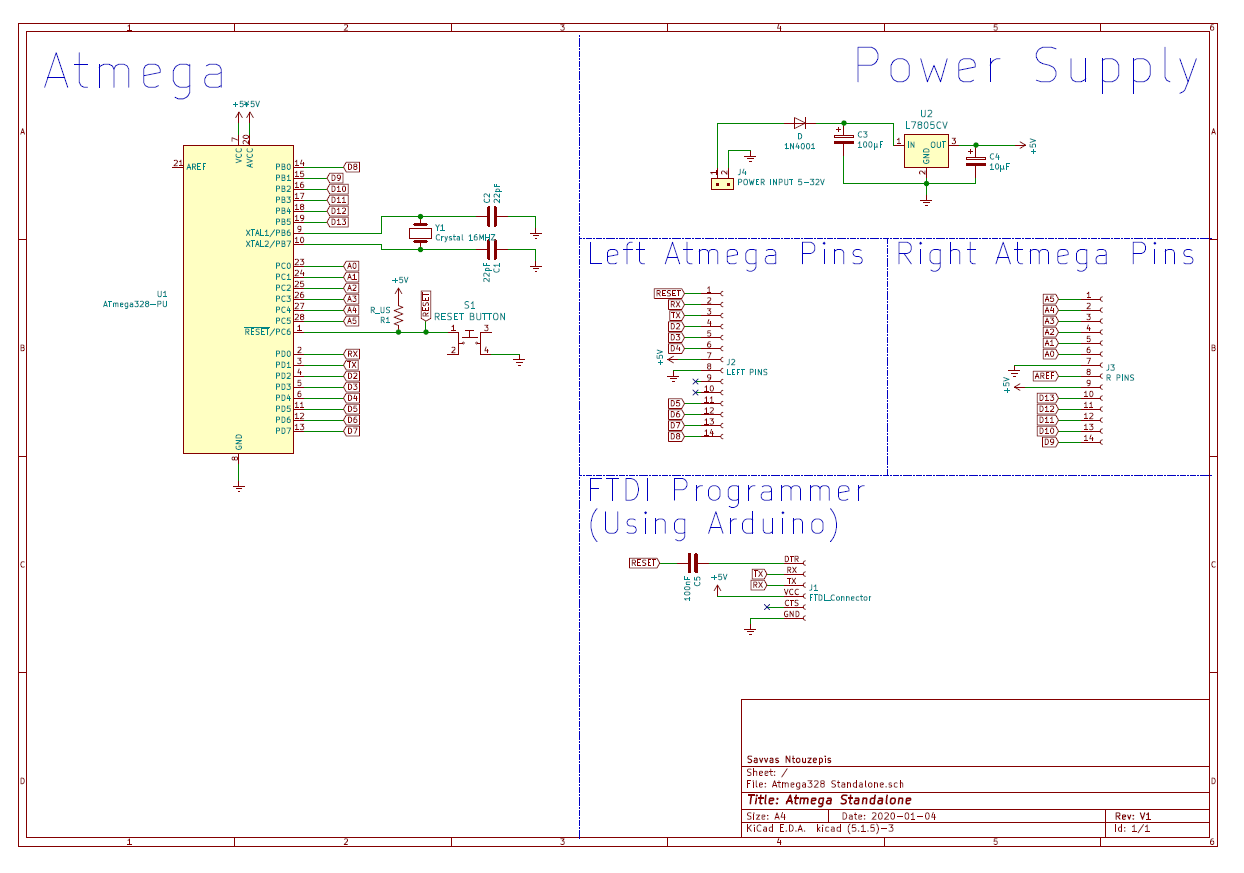 1 2 3 4 5 6
A
B
C
D
Atmega
+5V +5V
7 20
VCC
AVCC
21 AREF
PB0 14 D8
PB1 15 D9
PB2 16 D10
PB3 17 D11
PB4 18 D12
PB5 19 D13
XTAL1/PB6 9
XTAL2/PB7 10
PC0 23 A0
PC1 24 A1
PC2 25 A2
PC3 26 A3
PC4 27 A4
PC5 28 A5
RESET/PC6 1
PD0 2 RX
PD1 3 TX
PD2 4 D2
PD3 5 D3
PD4 6 D4
PD5 11 D5
PD6 12 D6
PD7 13 D7
GND
8
U1
ATmega328-PU
C2
22pF
Y1
Crystal 16MHZ
22pF
C1
+5V
R_US
R1
RESET
S1
RESET BUTTON
1 3
2 4
Power Supply
D
1N4001
C3
100µF
U2
L7805CV
1 IN OUT 3
GND
2
C4
10µF
+5V
1 2
J4
POWER INPUT 5-32V
Left Atmega Pins
RESET 1
RX 2
TX 3
D2 4
D3 5
D4 6
+5V 7
8
9
10
D5 11
D6 12
D7 13
D8 14
J2
LEFT PINS
Right Atmega Pins
A5 1
A4 2
A3 3
A2 4
A1 5
A0 6
7
AREF 8
+5V 9
D13 10
D12 11
D11 12
D10 13
D9 14
J3
R PINS
FTDI Programmer
(Using Arduino)
RESET
100nF
C5
+5V
DTR
TX RX
RX TX
VCC
CTS
GND
J1
FTDI_Connector
Savvas Ntouzepis
Sheet: /
File: Atmega328 Standalone.sch
Title: Atmega Standalone
Size: A4 Date: 2020-01-04 Rev: V1
KiCad E.D.A. kicad (5.1.5)-3 Id: 1/1
1 2 3 4 5 6
A
B
C
D